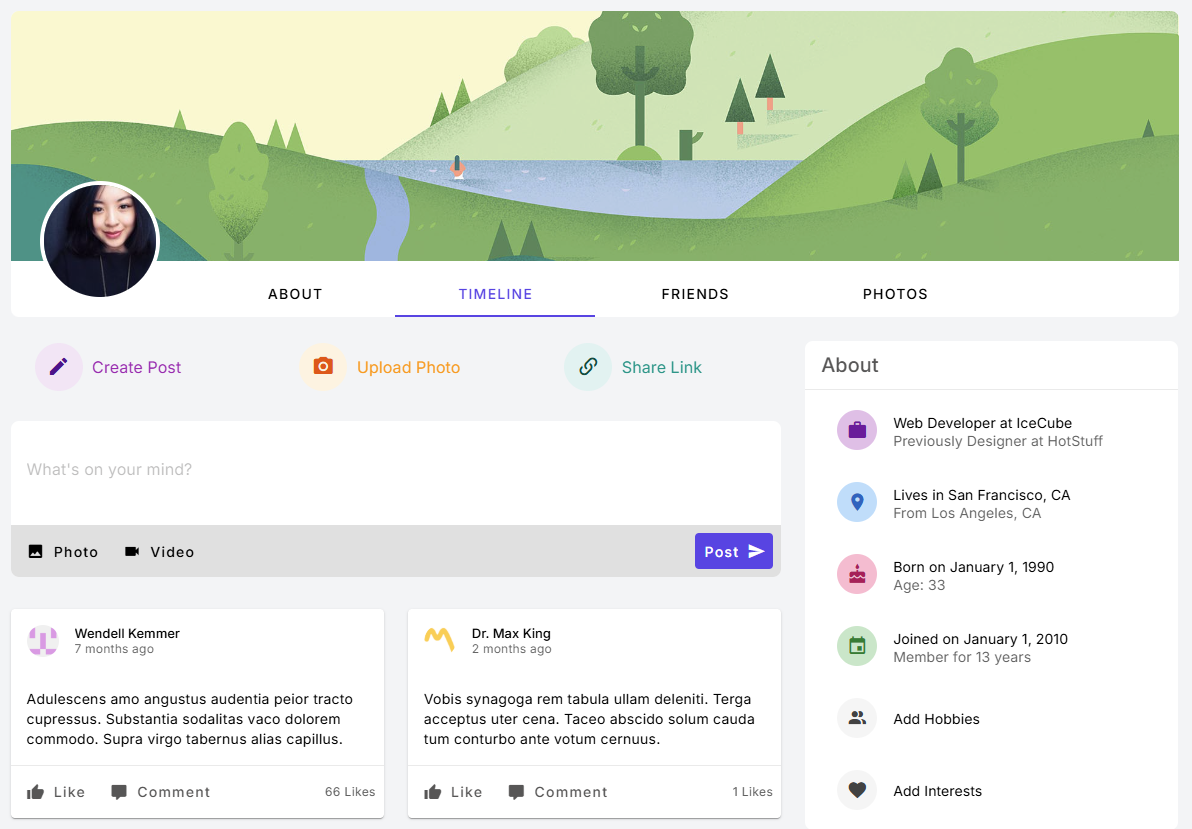 ABOUT
TIMELINE
FRIENDS
PHOTOS
Create Post
Upload Photo
Share Link
What's on your mind?
Photo
Video
Post
Wendell Kemmer
7 months ago
Adulescens amo angustus audentia peior tracto
cupressus. Substantia sodalitas vaco dolorem
commodo. Supra virgo tabernus alias capillus.
Like
Comment
66 Likes
Dr. Max King
2 months ago
Vobis synagoga rem tabula ullam deleniti. Terga
acceptus uter cena. Taceo abscido solum cauda
tum conturbo ante votum cernuus.
Like
Comment
1 Likes
About
Web Developer at IceCube
Previously Designer at HotStuff
Lives in San Francisco, CA
From Los Angeles, CA
Born on January 1, 1990
Age: 33
Joined on January 1, 2010
Member for 13 years
Add Hobbies
Add Interests